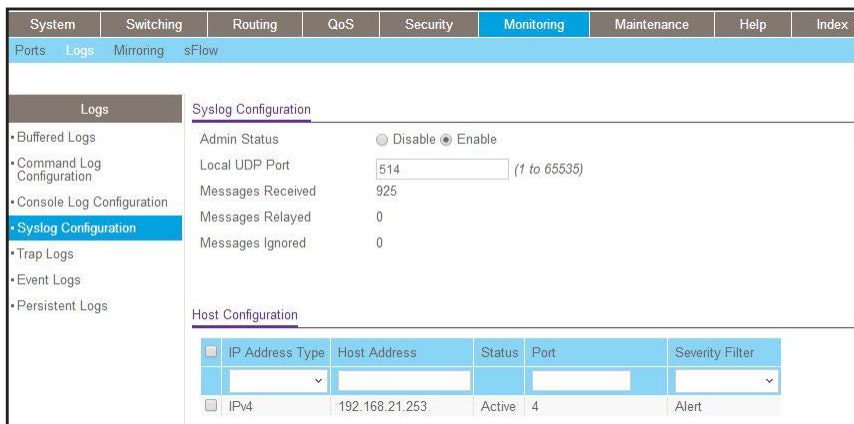 System Switching Routing QoS Security Monitoring Maintenance Help Index
Ports Logs Mirroring sFlow
Logs
Buffered Logs
Command Log
Configuration
Console Log Configuration
Syslog Configuration
Trap Logs
Event Logs
Persistent Logs
Syslog Configuration
Admin Status Disable Enable
Local UDP Port 514 (1 to 65535)
Messages Received 925
Messages Relayed 0
Messages Ignored 0
Host Configuration
IP Address Type Host Address Status Port Severity Filter
IPv4 192.168.21.253 Active 4 Alert